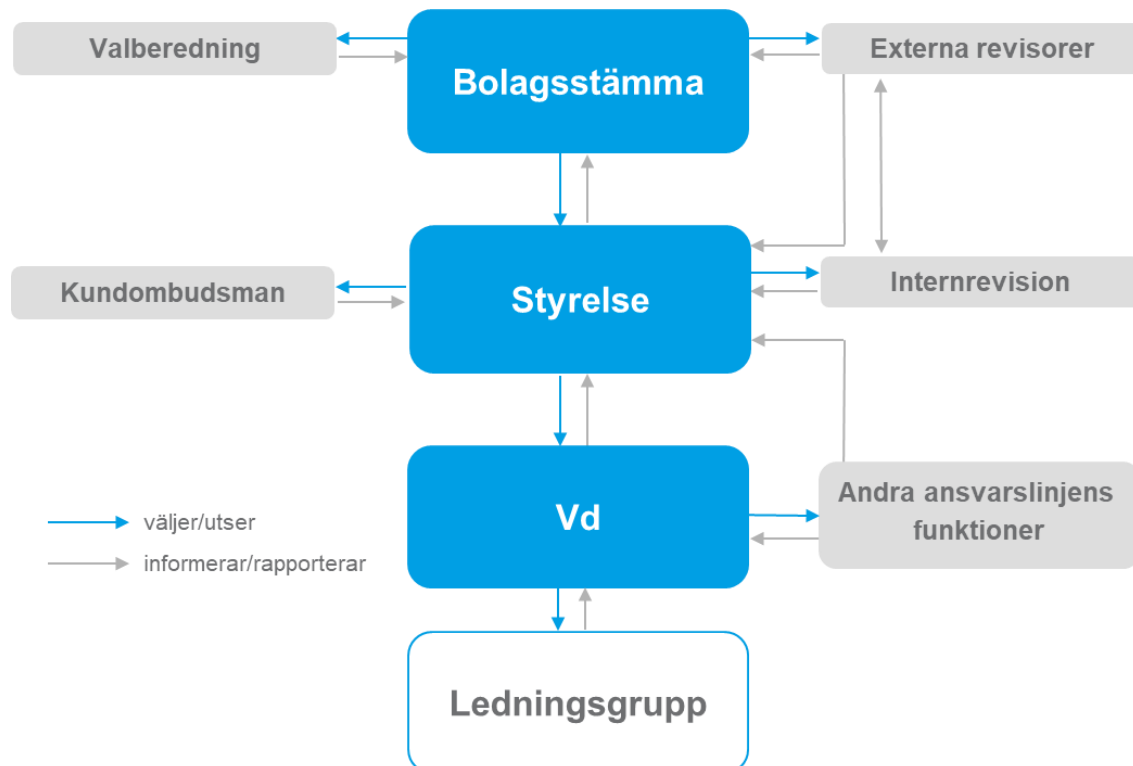 Valberedning
Bolagsstämma
Externa revisorer
Kundombudsman
Styrelse
Internrevision
Vd
Andra ansvarslinjens
funktioner
väljer/utser
informerar/rapporterar
Ledningsgrupp